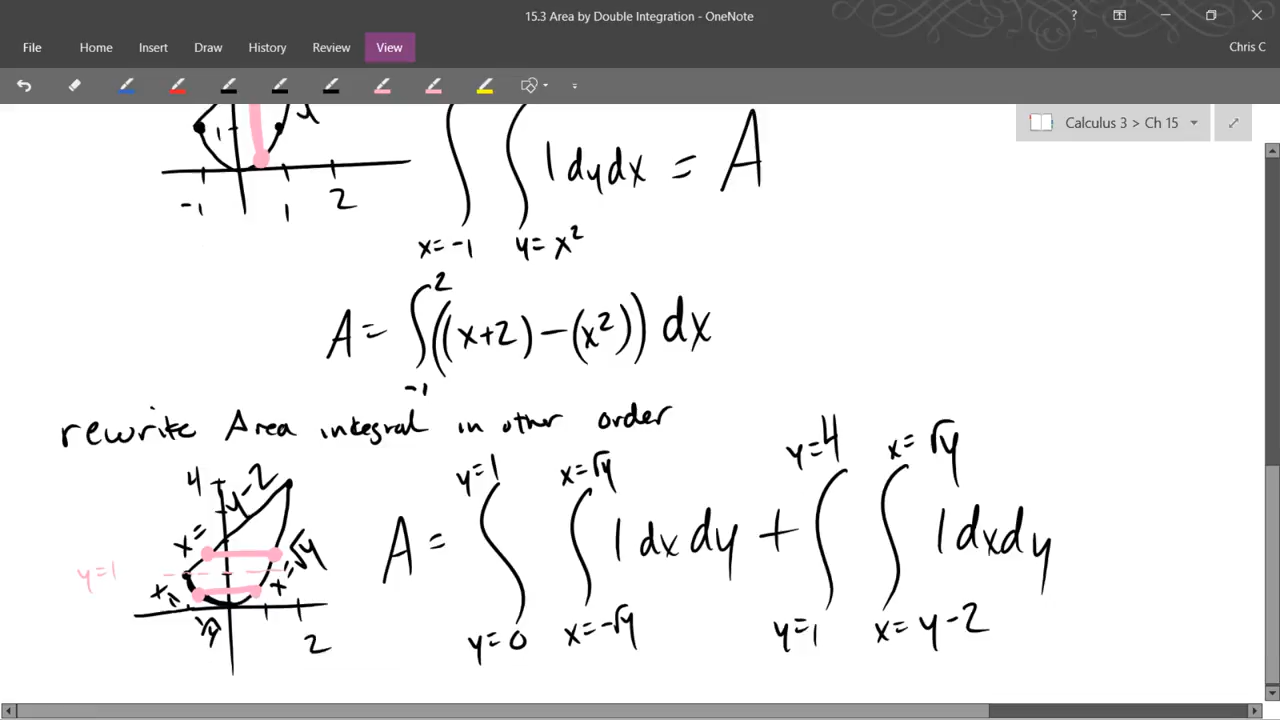 15.3 Area by Double Integration - OneNote
?
File Home Insert Draw History Review View
Chris C
Calculus 3 > Ch 15
1
-1 1 2
∫ ∫ 1 dy dx = A
x=-1 y=x²
A = ∫₋₁² ((x+2) - (x²)) dx
rewrite Area integral in other order
4
x=y-2
x=√y
y=1
x=-√y
2
A = ∫_{y=0}^{y=1} ∫_{x=-√y}^{x=√y} 1 dx dy + ∫_{y=1}^{y=4} ∫_{x=y-2}^{x=√y} 1 dx dy